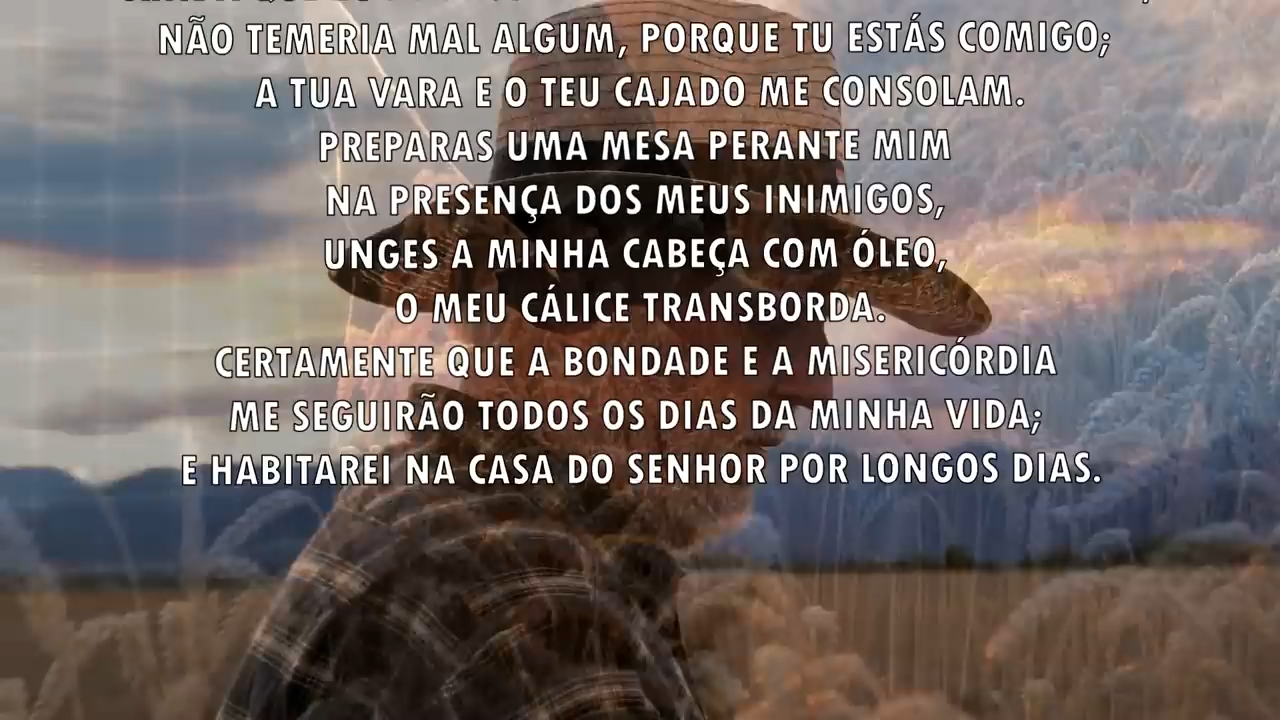 NÃO TEMERIA MAL ALGUM, PORQUE TU ESTÁS COMIGO;
A TUA VARA E O TEU CAJADO ME CONSOLAM.
PREPARAS UMA MESA PERANTE MIM
NA PRESENÇA DOS MEUS INIMIGOS,
UNGES A MINHA CABEÇA COM ÓLEO,
O MEU CÁLICE TRANSBORDA.
CERTAMENTE QUE A BONDADE E A MISERICÓRDIA
ME SEGUIRÃO TODOS OS DIAS DA MINHA VIDA;
E HABITAREI NA CASA DO SENHOR POR LONGOS DIAS.